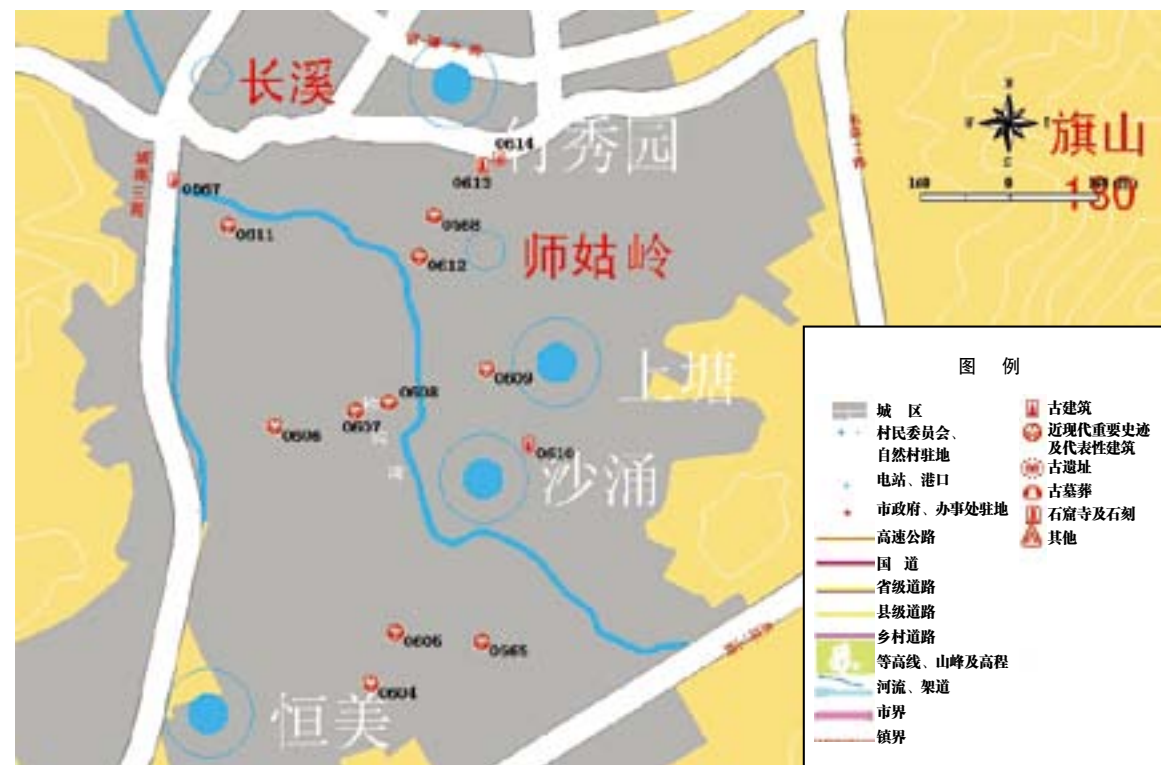 长溪
竹秀园
旗山
130
0614
0613
0567
0611
0568
0612
师姑岭
160 0
上塘
0609
0608
0607
0606
0610
沙涌
0605
0565
0604
恒美
图 例
城 区
村民委员会、
自然村驻地
电站、港口
市政府、办事处驻地
高速公路
国 道
省级道路
县级道路
乡村道路
等高线、山峰及高程
河流、架道
市界
镇界
古建筑
近现代重要史迹
及代表性建筑
古遗址
古墓葬
石窟寺及石刻
其他